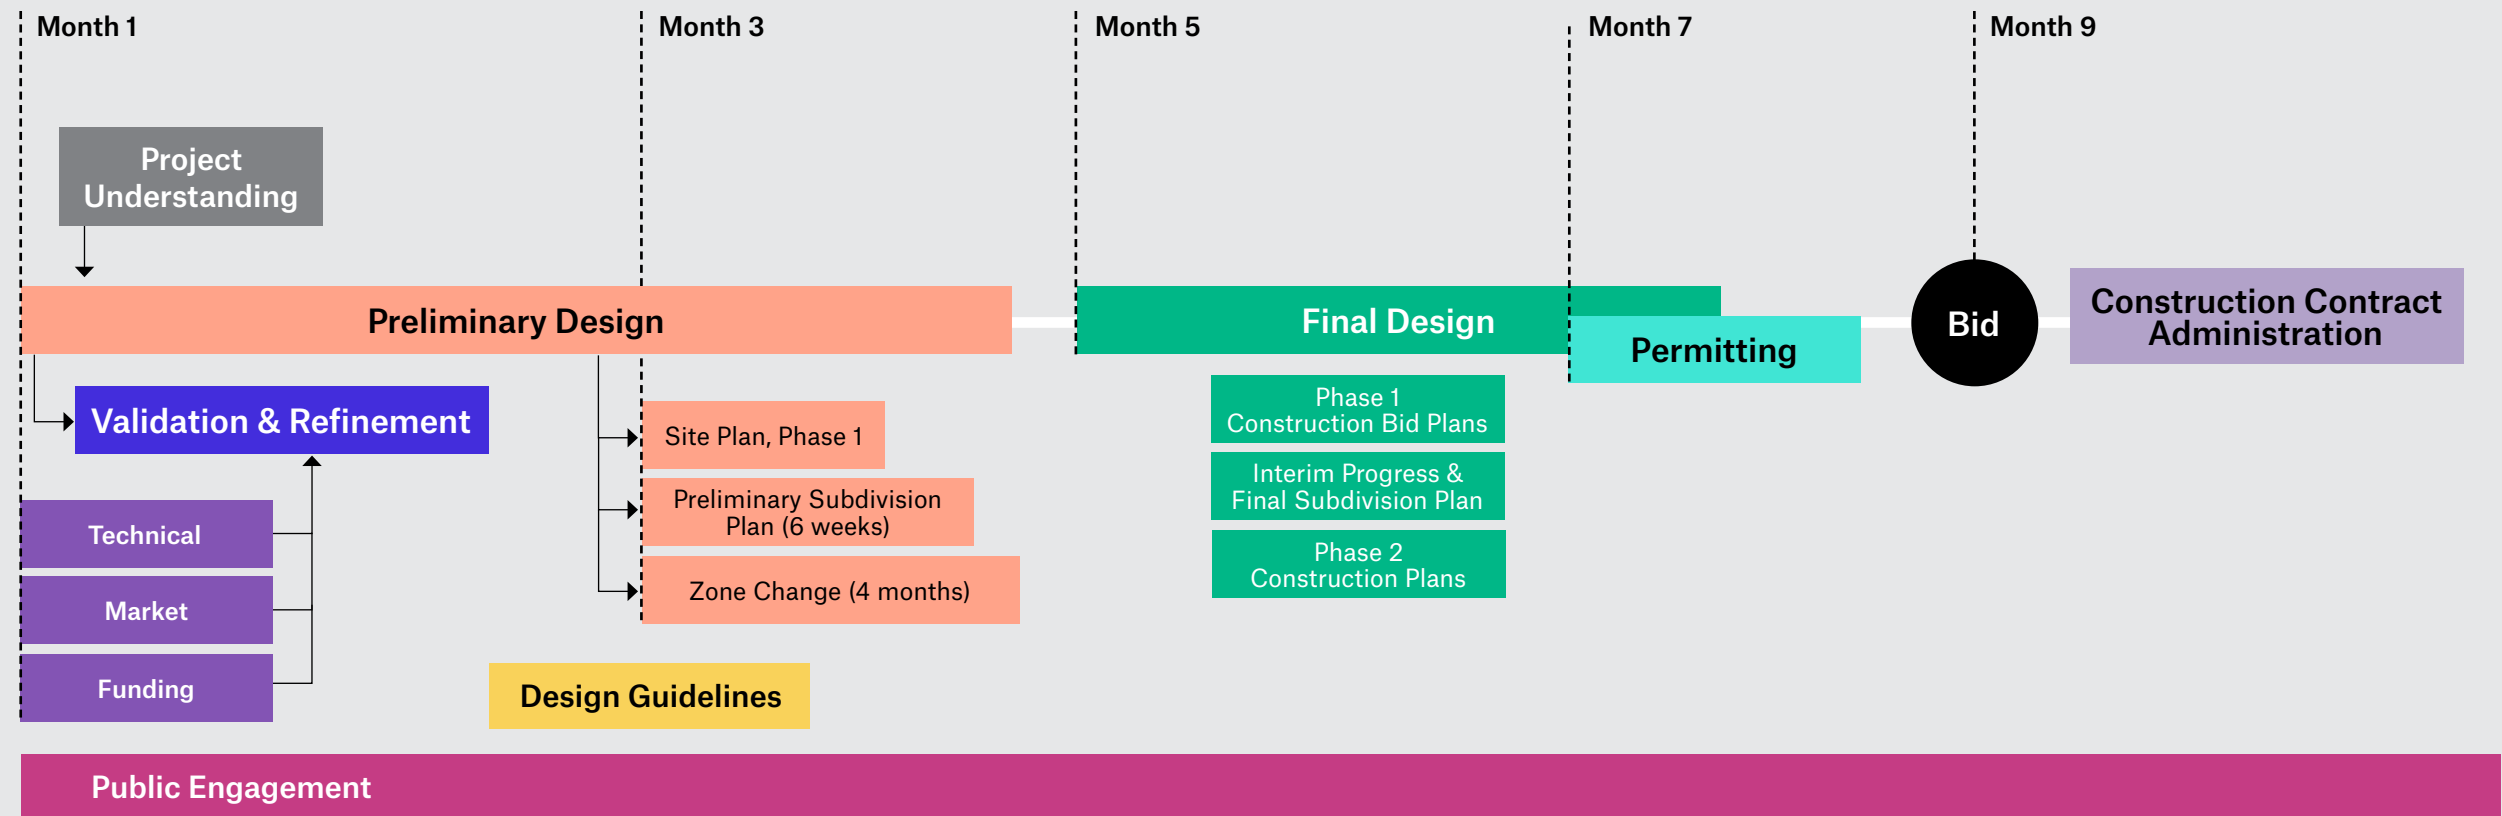 Month 1
Month 3
Month 5
Month 7
Month 9
Project
Understanding
Preliminary Design
Final Design
Permitting
Bid
Construction Contract
Administration
Validation & Refinement
Technical
Market
Funding
Site Plan, Phase 1
Preliminary Subdivision
Plan (6 weeks)
Zone Change (4 months)
Design Guidelines
Phase 1
Construction Bid Plans
Interim Progress &
Final Subdivision Plan
Phase 2
Construction Plans
Public Engagement